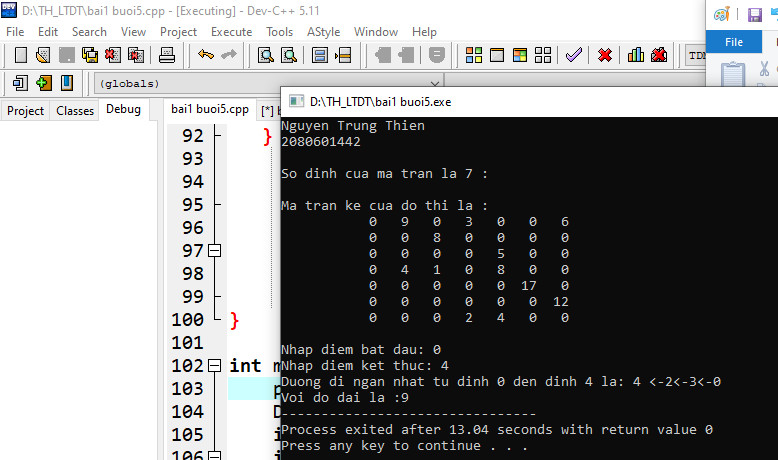 D:\TH_LTDT\bai1 buoi5.cpp - [Executing] - Dev-C++ 5.11
File Edit Search View Project Execute Tools AStyle Window Help
File
TDM
(globals)
Project Classes Debug
bai1 buoi5.cpp [*] b
92 }
93
94
95
96
97
98
99
100 }
101
102 int m
103 p
104 D
105 i
106 i
D:\TH_LTDT\bai1 buoi5.exe
Nguyen Trung Thien
2080601442
So dinh cua ma tran la 7 :
Ma tran ke cua do thi la :
0 9 0 3 0 0 6
0 0 8 0 0 0 0
0 0 0 0 5 0 0
0 4 1 0 8 0 0
0 0 0 0 0 17 0
0 0 0 0 0 0 12
0 0 0 2 4 0 0
Nhap diem bat dau: 0
Nhap diem ket thuc: 4
Duong di ngan nhat tu dinh 0 den dinh 4 la: 4 <-2<-3<-0
Voi do dai la :9
--------------------------------
Process exited after 13.04 seconds with return value 0
Press any key to continue . . .